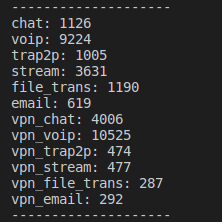 --------------------
chat: 1126
voip: 9224
trap2p: 1005
stream: 3631
file_trans: 1190
email: 619
vpn_chat: 4006
vpn_voip: 10525
vpn_trap2p: 474
vpn_stream: 477
vpn_file_trans: 287
vpn_email: 292
--------------------